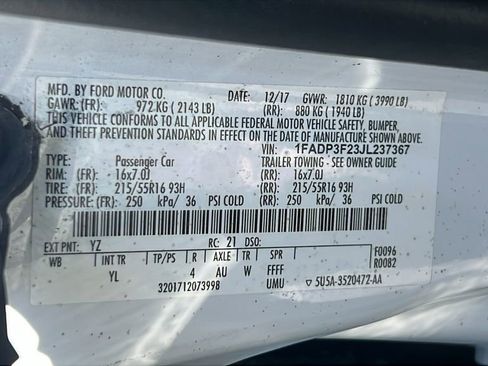 MFD. BY FORD MOTOR CO. DATE: 12/17 GVWR: 1810 KG ( 3990 LB)
GAWR: (FR): 972 KG ( 2143 LB) (RR): 880 KG ( 1940 LB)
THIS VEHICLE CONFORMS TO ALL APPLICABLE FEDERAL MOTOR VEHICLE SAFETY, BUMPER,
AND THEFT PREVENTION STANDARDS IN EFFECT ON THE DATE OF MANUFACTURE SHOWN ABOVE.
VIN: 1FADP3F23JL237367
TYPE: Passenger Car TRAILER TOWING - SEE OWNER GUIDE
RIM: (FR): 16x7.0J (RR): 16x7.0J
TIRE: (FR): 215/55R16 93H (RR): 215/55R16 93H
PRESSURE: (FR): 250 kPa/ 36 PSI COLD (RR): 250 kPa/ 36 PSI COLD
EXT PNT: YZ RC: 21 DSO: F0096
WB INT TR TP/PS R AXLE TR SPR R0082
YL 4 AU W FFFF
3201712073998 UMU 5U5A-3520472-AA